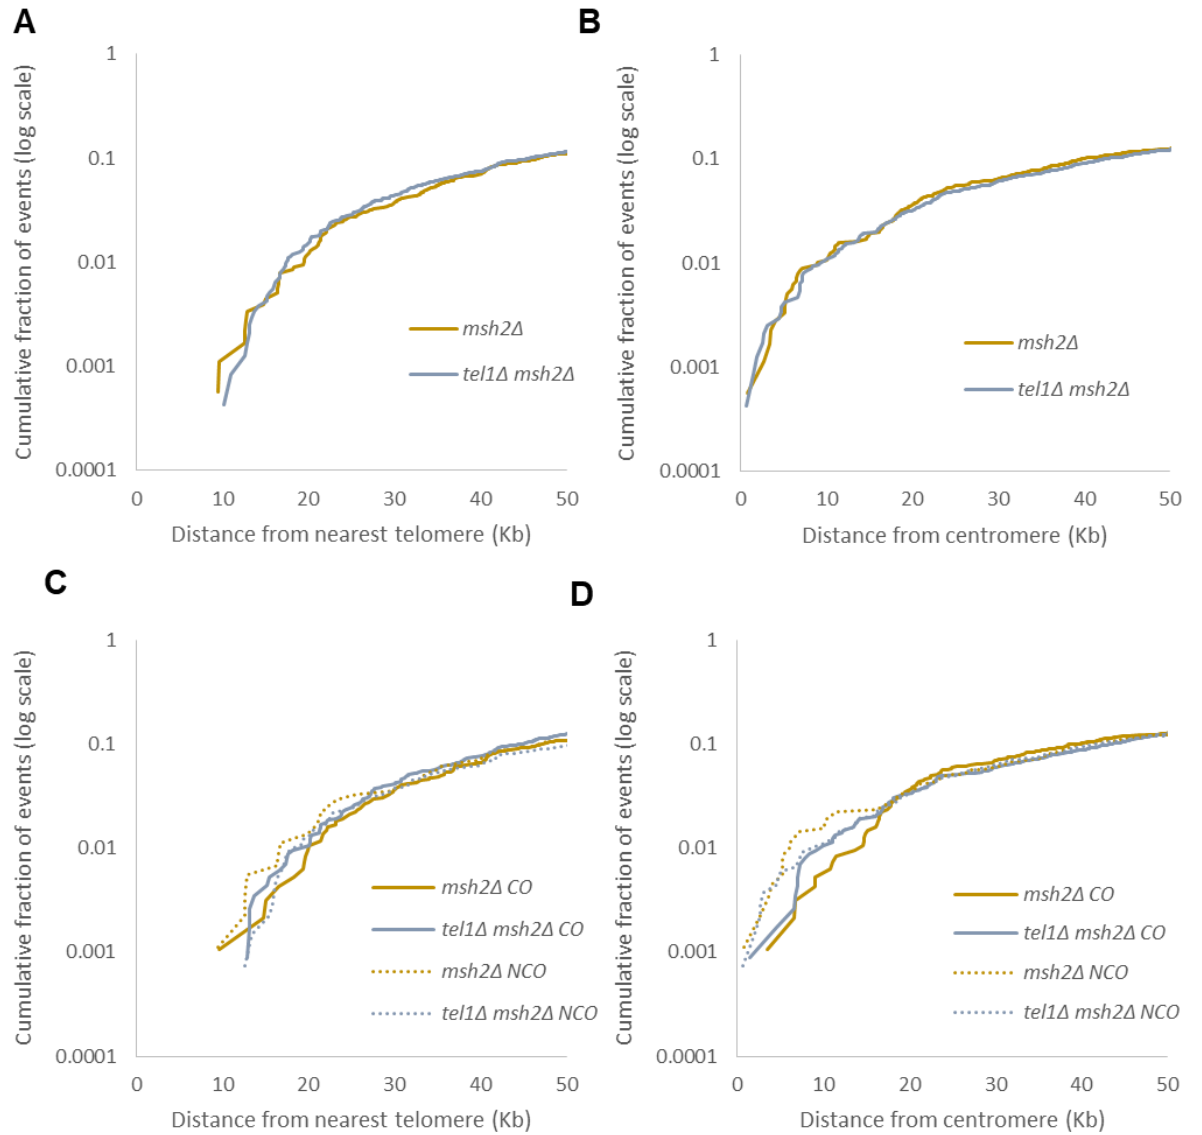 A
Cumulative fraction of events (log scale)
1
0.1
0.01
0.001
0.0001
msh2Δ
tel1Δ msh2Δ
0 10 20 30 40 50
Distance from nearest telomere (Kb)
B
Cumulative fraction of events (log scale)
1
0.1
0.01
0.001
0.0001
msh2Δ
tel1Δ msh2Δ
0 10 20 30 40 50
Distance from centromere (Kb)
C
Cumulative fraction of events (log scale)
1
0.1
0.01
0.001
0.0001
msh2Δ CO
tel1Δ msh2Δ CO
msh2Δ NCO
tel1Δ msh2Δ NCO
0 10 20 30 40 50
Distance from nearest telomere (Kb)
D
Cumulative fraction of events (log scale)
1
0.1
0.01
0.001
0.0001
msh2Δ CO
tel1Δ msh2Δ CO
msh2Δ NCO
tel1Δ msh2Δ NCO
0 10 20 30 40 50
Distance from centromere (Kb)